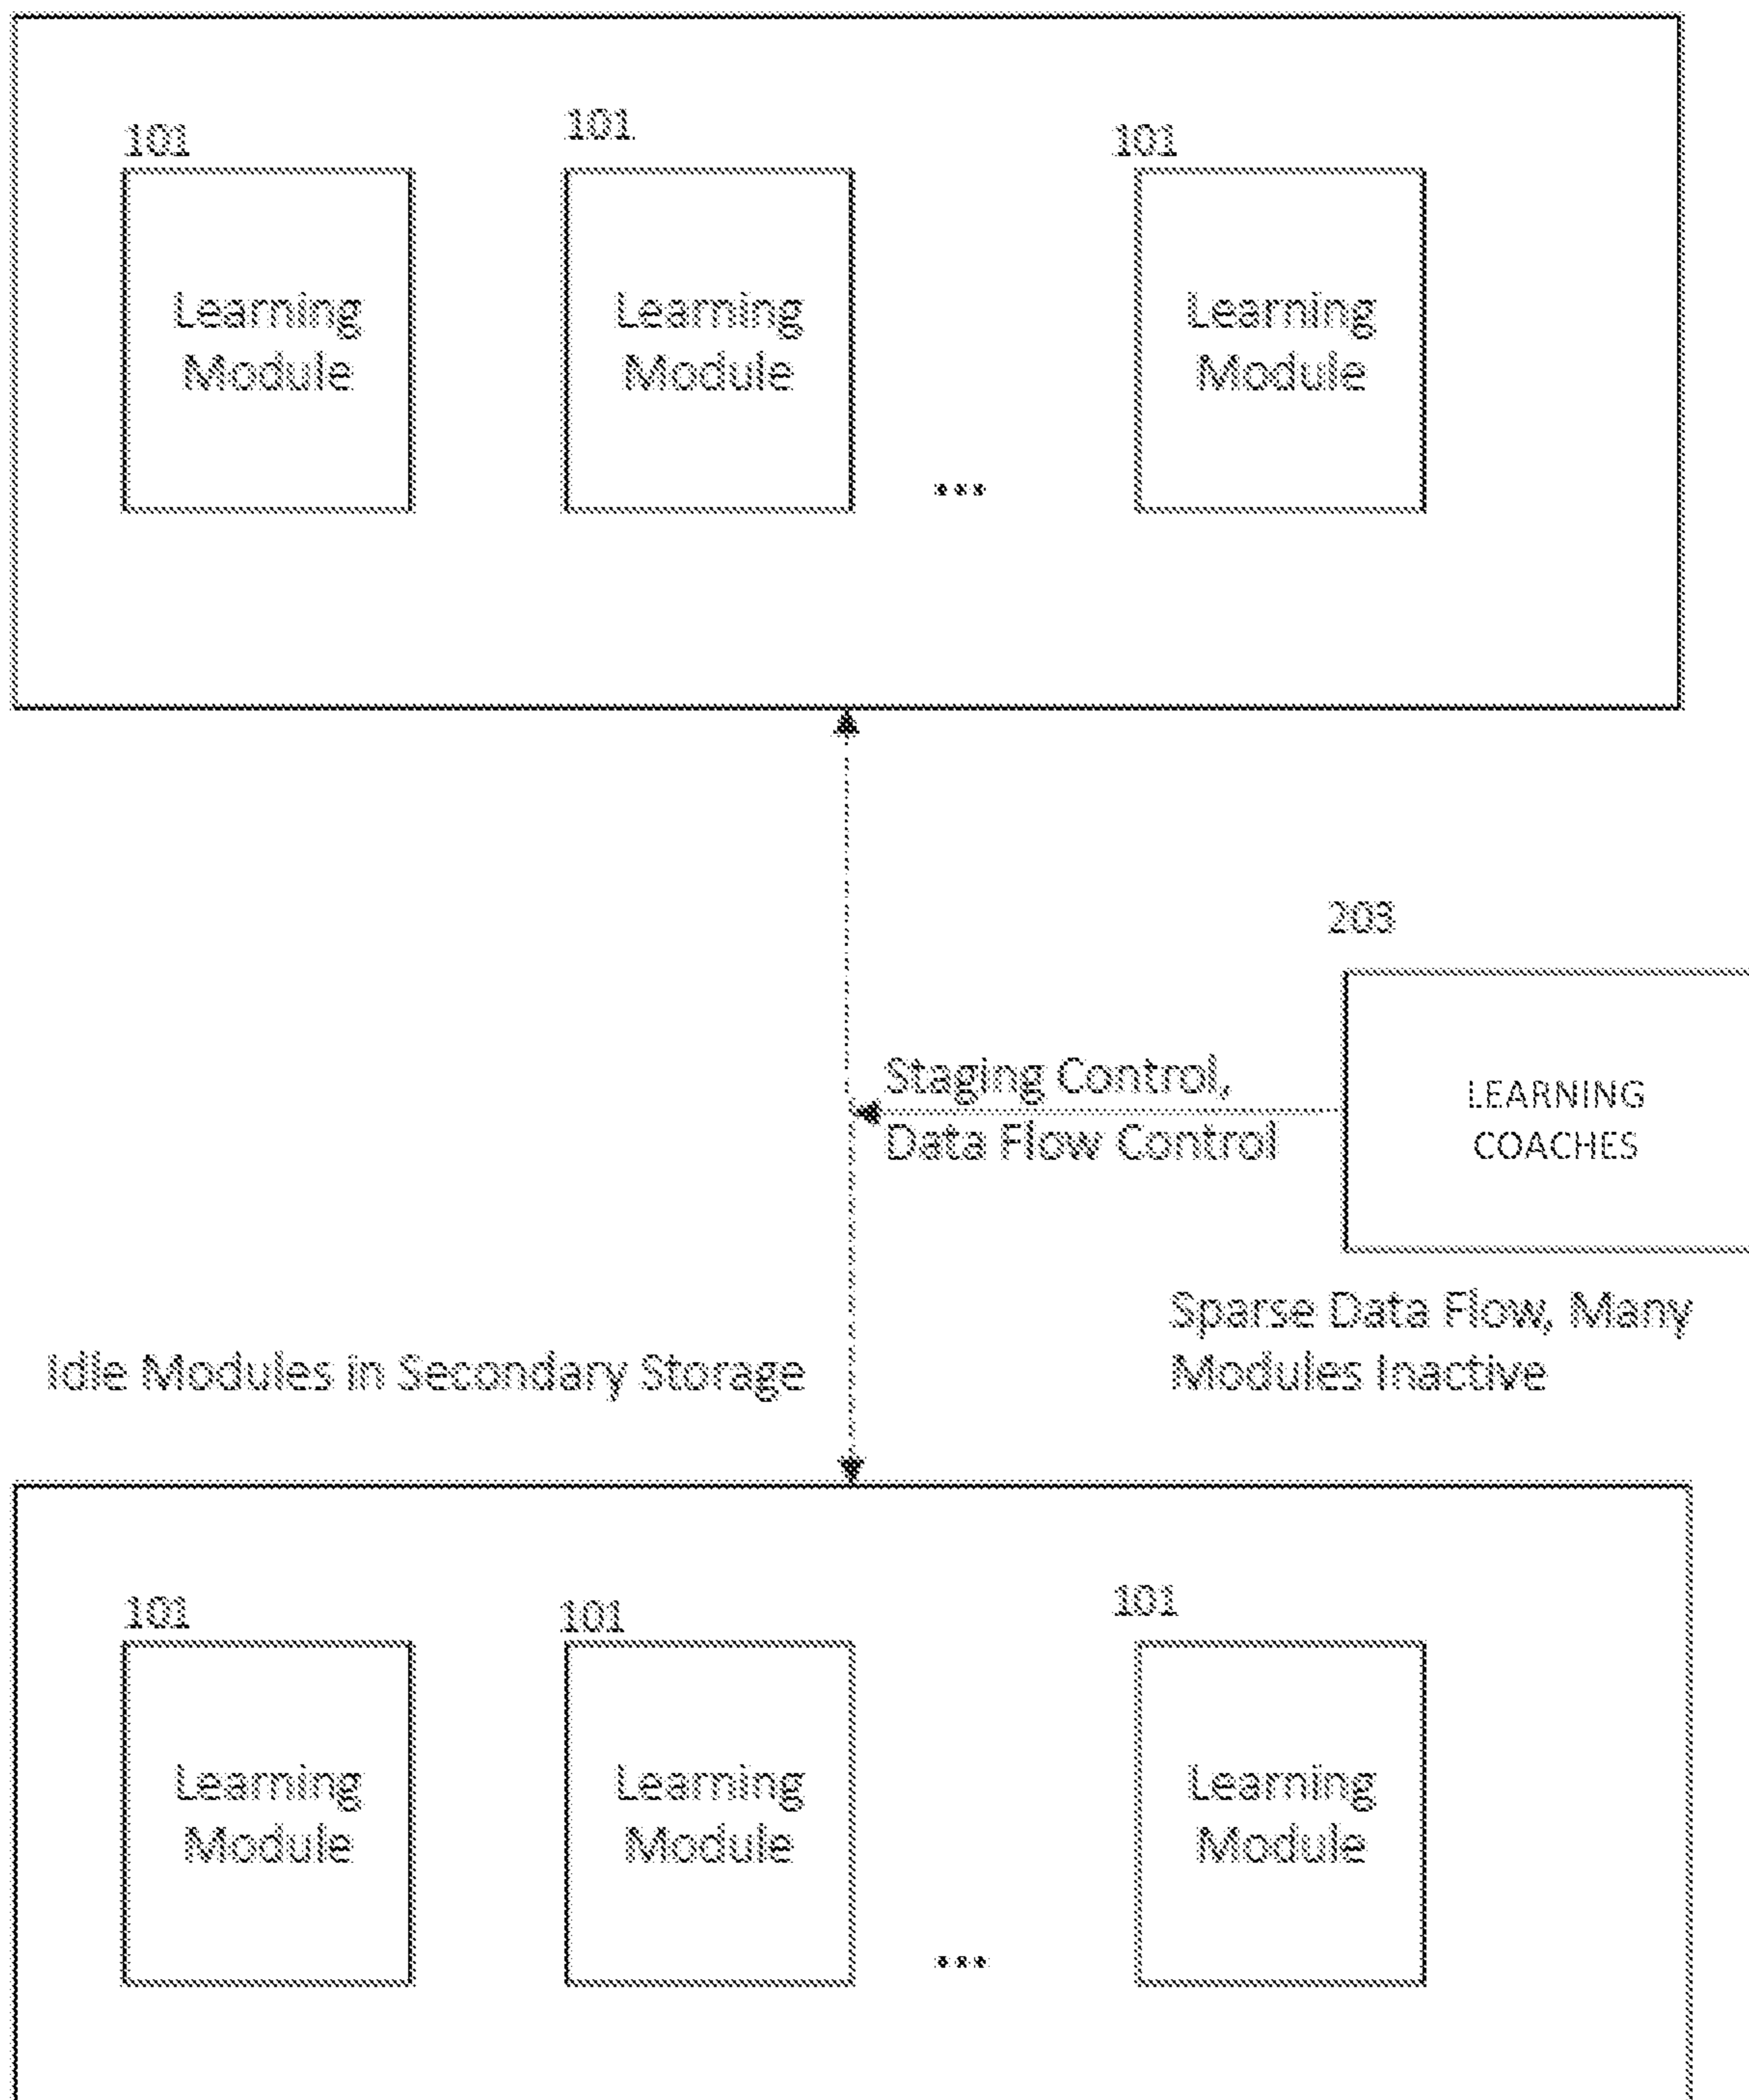 101
101
101
Learning
Module
Learning
Module
Learning
Module
...
203
Staging Control,
Data Flow Control
LEARNING
COACHES
Sparse Data Flow, Many
Modules Inactive
Idle Modules in Secondary Storage
101
101
101
Learning
Module
Learning
Module
Learning
Module
...